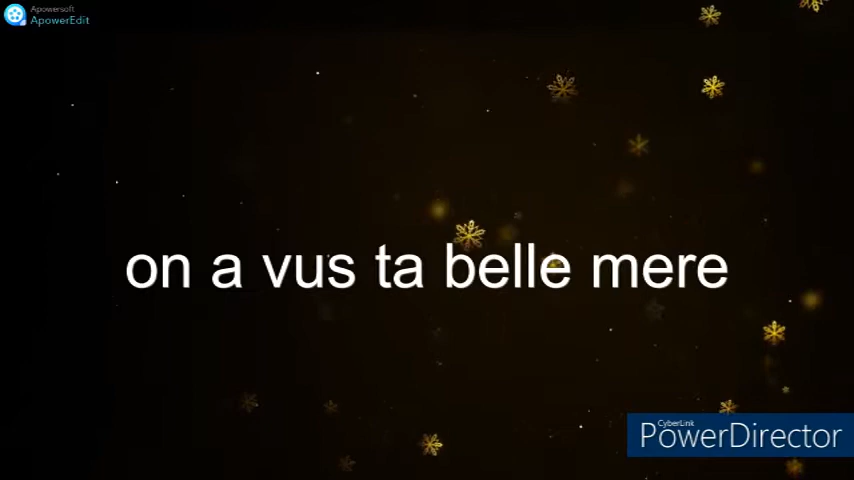 Apowersoft
ApowerEdit
on a vus ta belle mere
CyberLink
PowerDirector